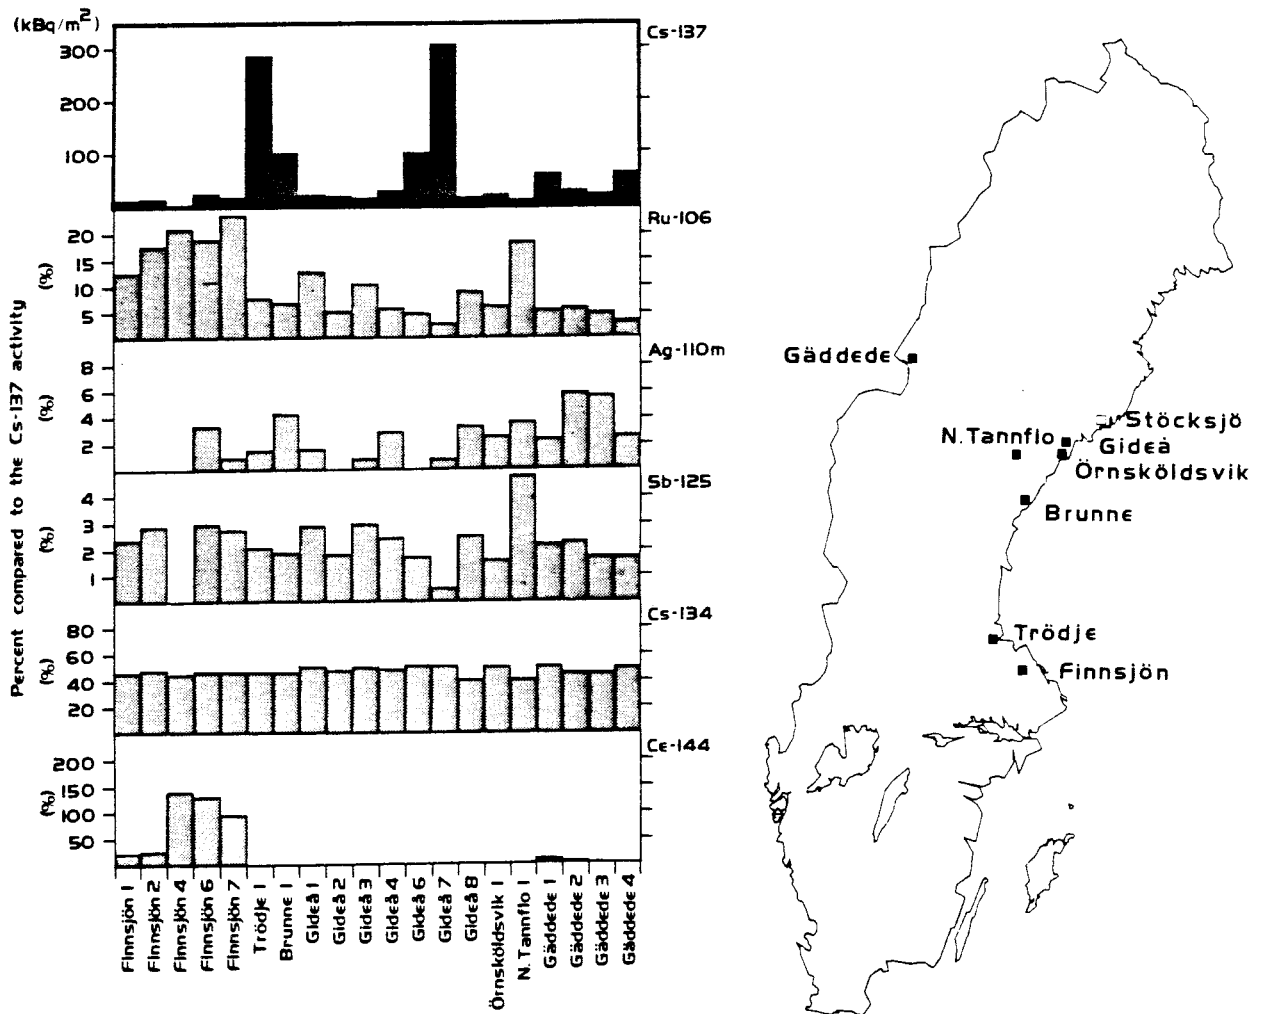 (kBq/m²)
Cs-137
300
200
100
Ru-106
20
15
10
5
(%)
Ag-110m
8
6
4
2
(%)
Sb-125
4
3
2
1
(%)
Cs-134
80
60
40
20
(%)
Ce-144
200
150
100
50
(%)
Percent compared to the Cs-137 activity
Finnsjön 1
Finnsjön 2
Finnsjön 4
Finnsjön 6
Finnsjön 7
Trödje 1
Brunne 1
Gideå 1
Gideå 2
Gideå 3
Gideå 4
Gideå 6
Gideå 7
Gideå 8
Örnsköldsvik 1
N. Tannflo 1
Gäddede 1
Gäddede 2
Gäddede 3
Gäddede 4
Gäddede
Stöcksjö
N. Tannflo
Gideå
Örnsköldsvik
Brunne
Trödje
Finnsjön